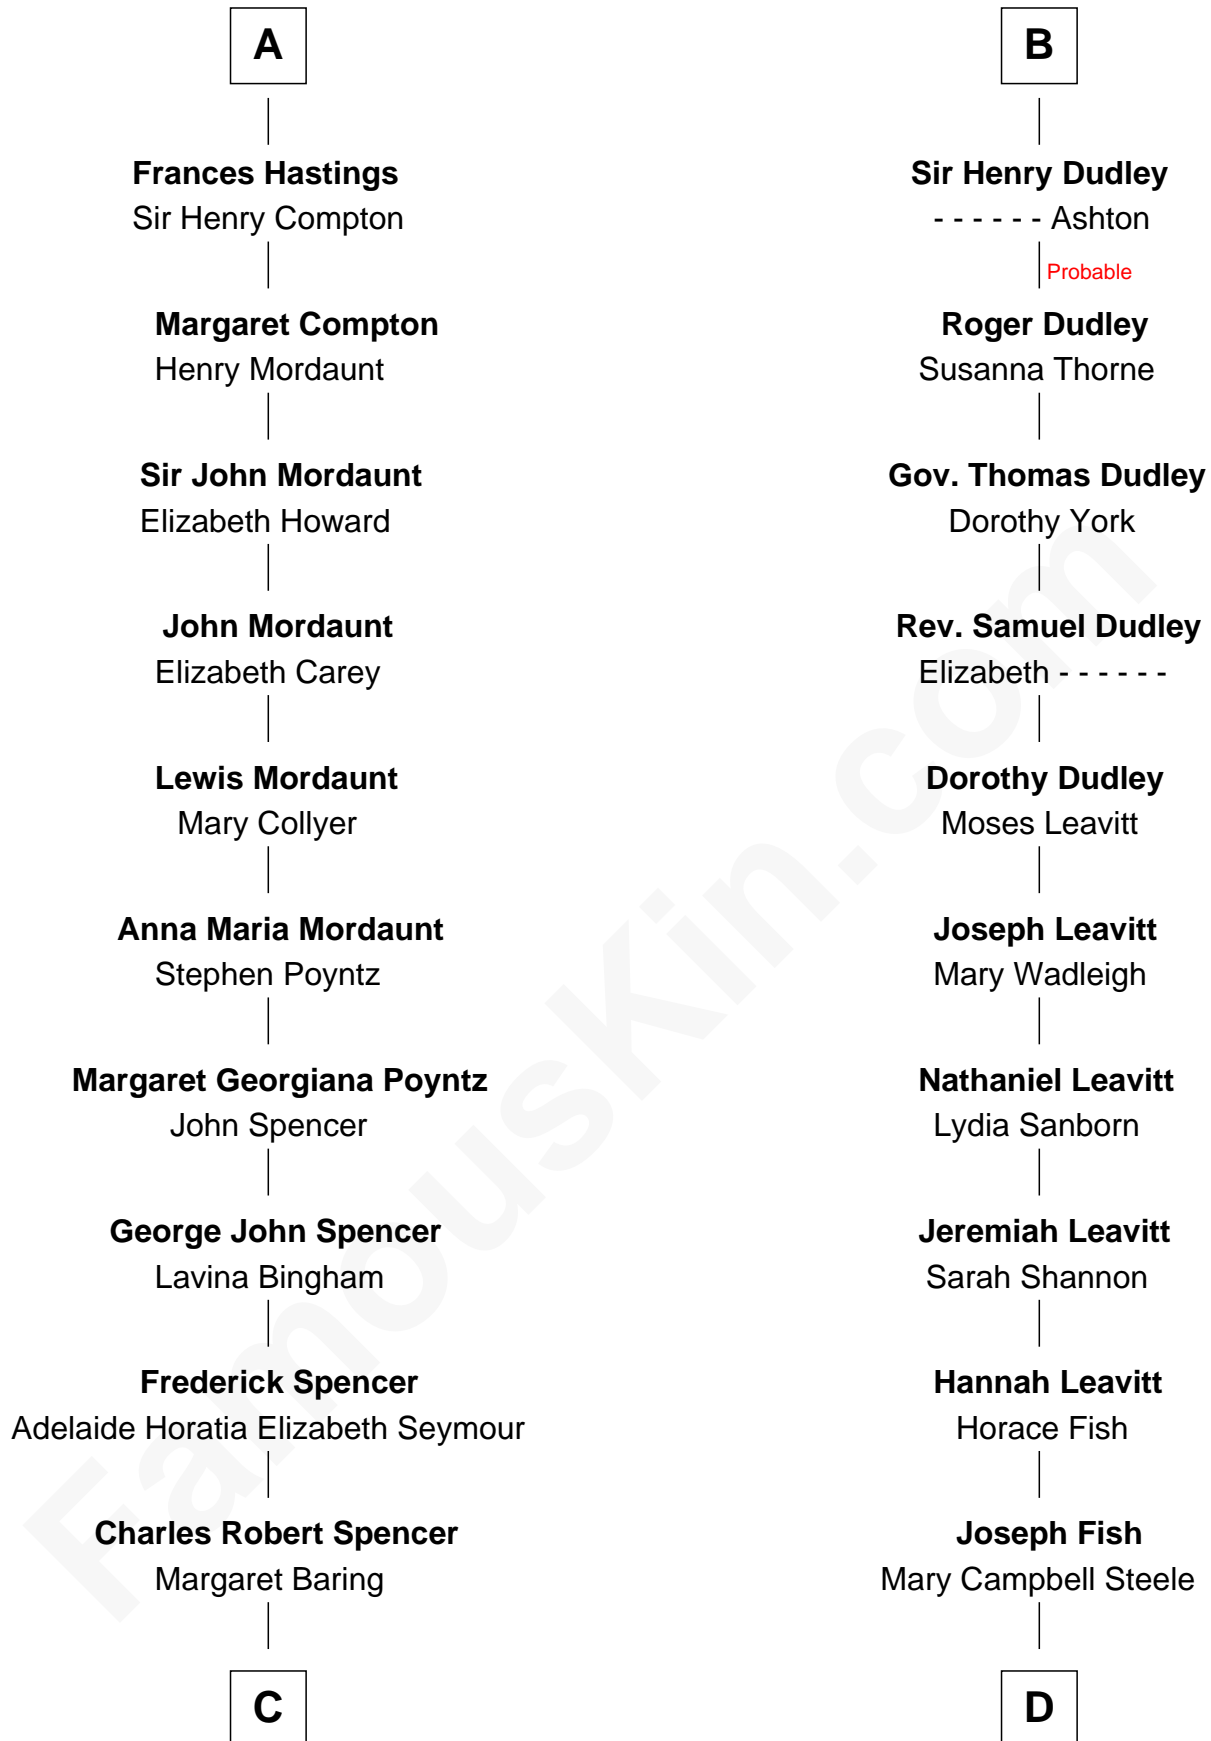 A
Frances Hastings
Sir Henry Compton
Margaret Compton
Henry Mordaunt
Sir John Mordaunt
Elizabeth Howard
John Mordaunt
Elizabeth Carey
Lewis Mordaunt
Mary Collyer
Anna Maria Mordaunt
Stephen Poyntz
Margaret Georgiana Poyntz
John Spencer
George John Spencer
Lavina Bingham
Frederick Spencer
Adelaide Horatia Elizabeth Seymour
Charles Robert Spencer
Margaret Baring
C
B
Sir Henry Dudley
- - - - - - Ashton
Probable
Roger Dudley
Susanna Thorne
Gov. Thomas Dudley
Dorothy York
Rev. Samuel Dudley
Elizabeth - - - - - -
Dorothy Dudley
Moses Leavitt
Joseph Leavitt
Mary Wadleigh
Nathaniel Leavitt
Lydia Sanborn
Jeremiah Leavitt
Sarah Shannon
Hannah Leavitt
Horace Fish
Joseph Fish
Mary Campbell Steele
D
FamousKin.com